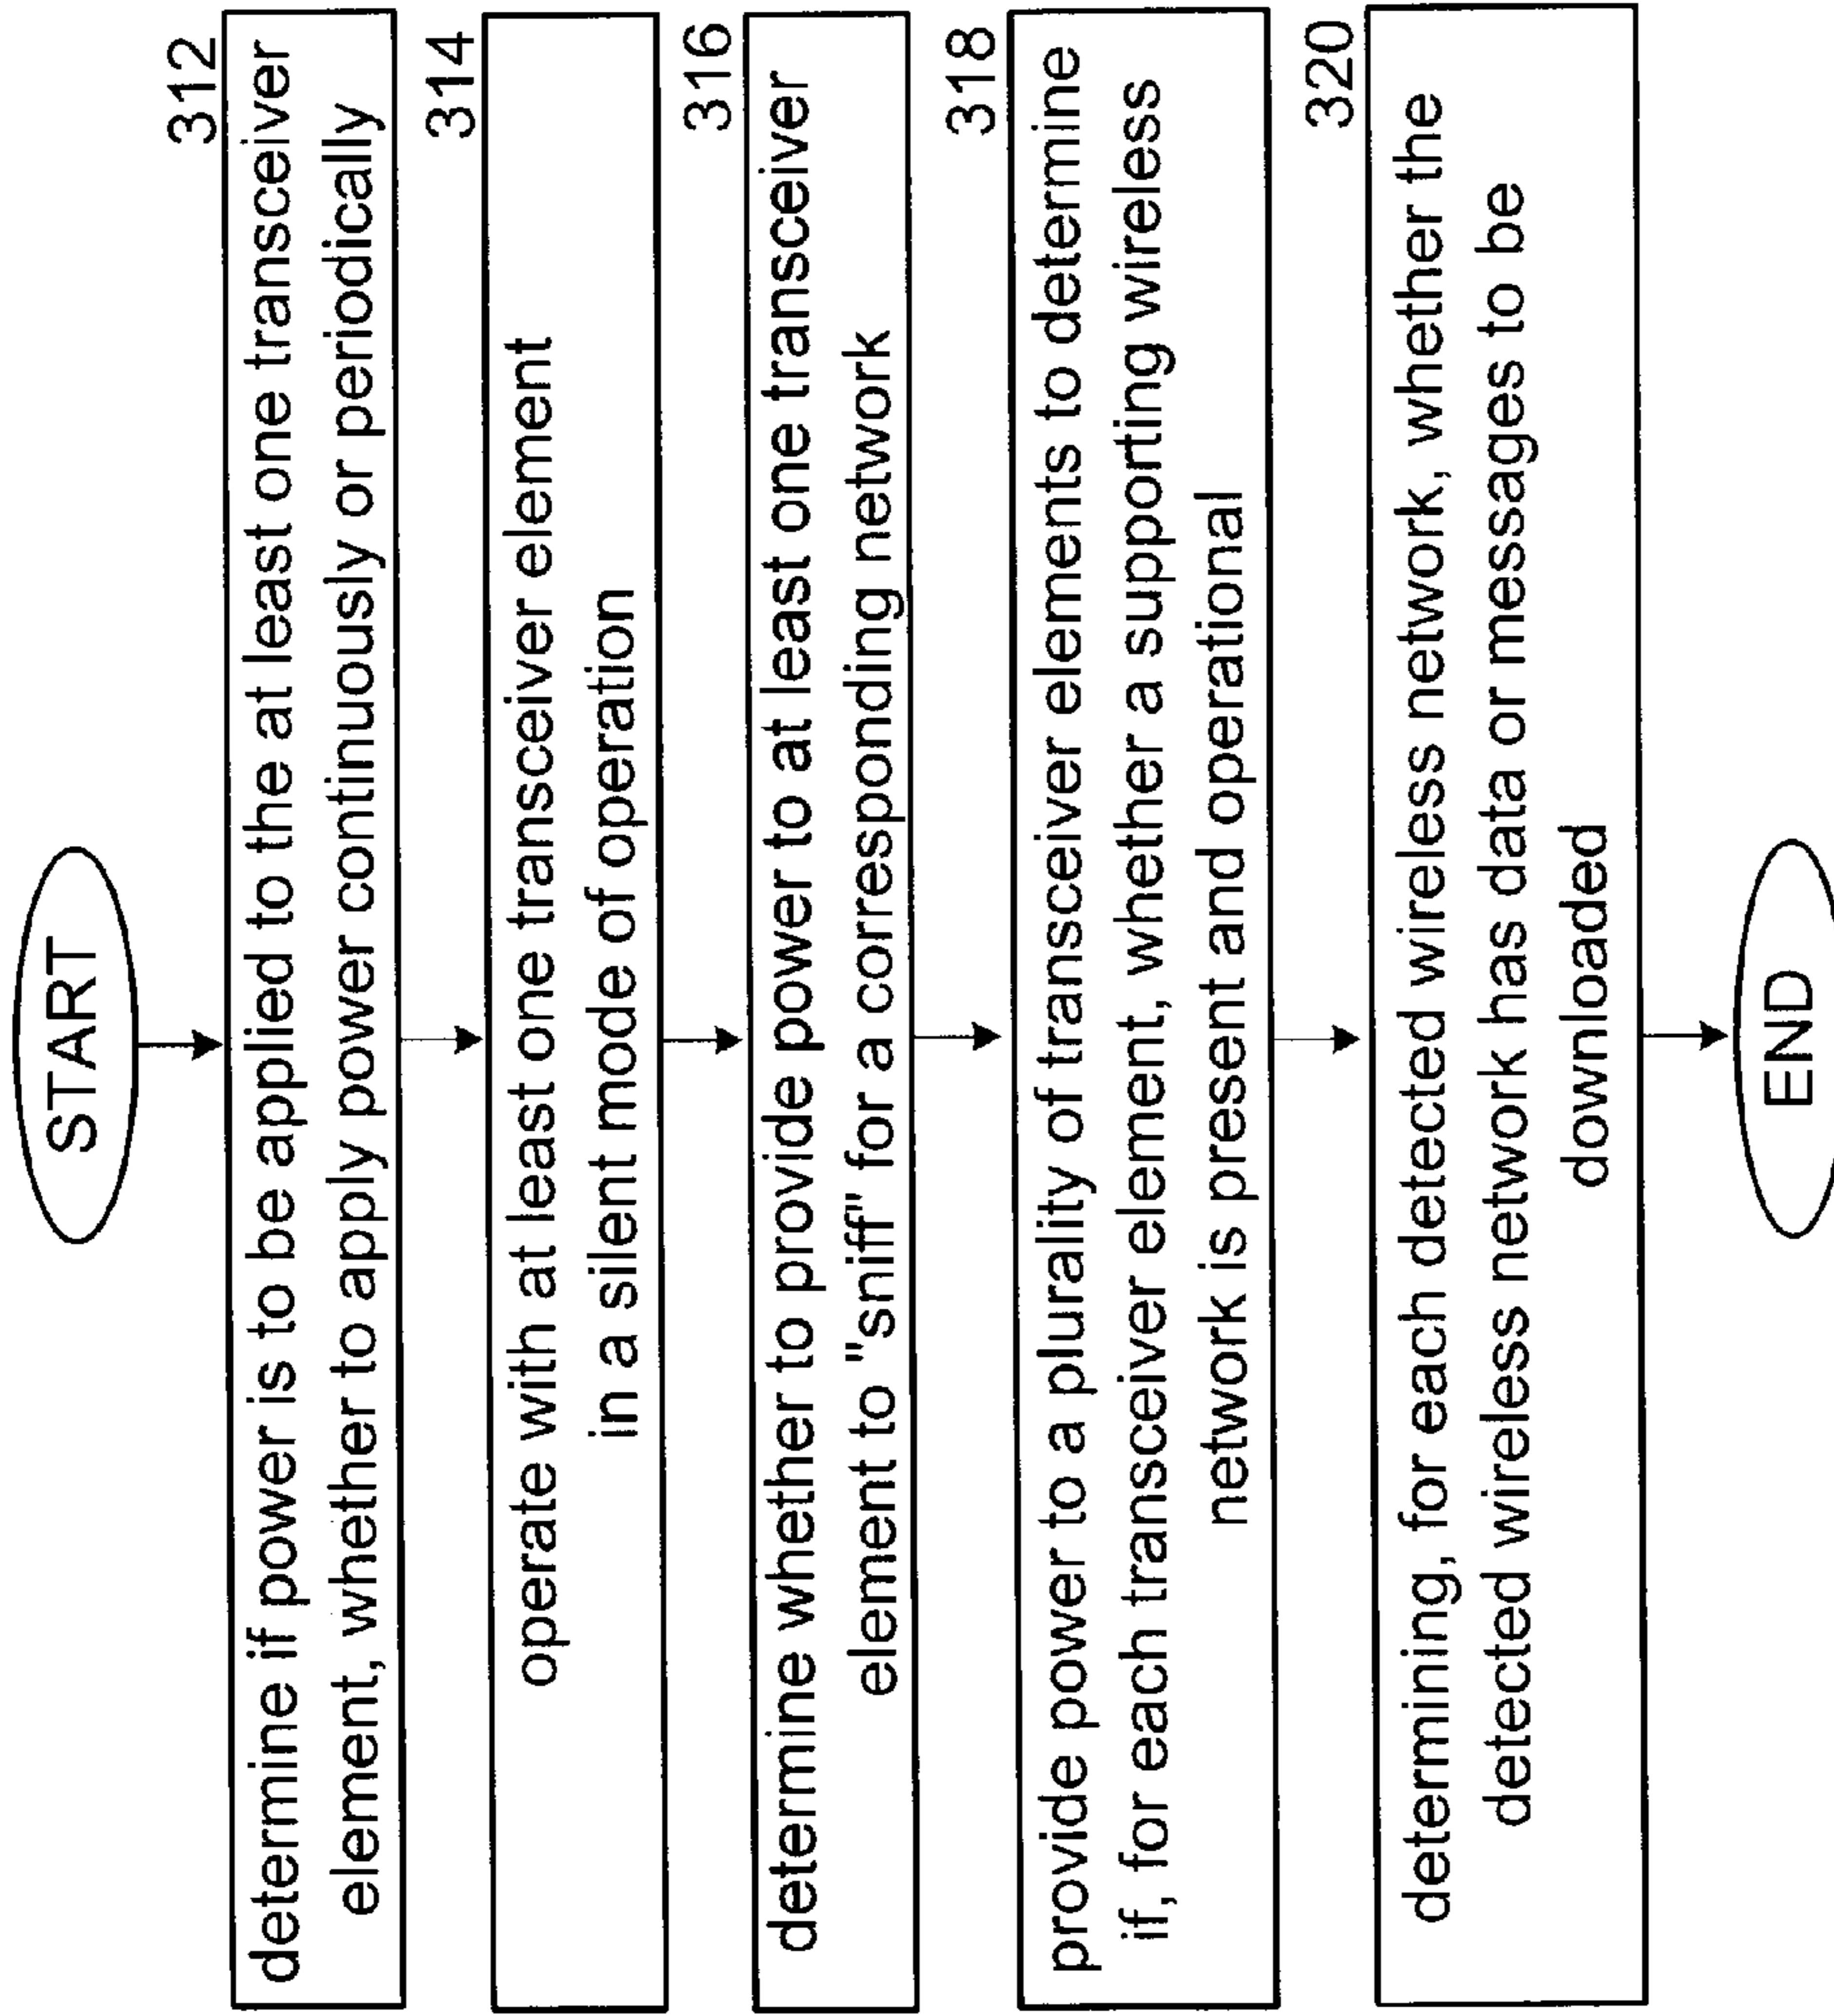 START
312
determine if power is to be applied to the at least one transceiver
element, whether to apply power continuously or periodically
314
operate with at least one transceiver element
in a silent mode of operation
316
determine whether to provide power to at least one transceiver
element to "sniff" for a corresponding network
318
provide power to a plurality of transceiver elements to determine
if, for each transceiver element, whether a supporting wireless
network is present and operational
320
determining, for each detected wireless network, whether the
detected wireless network has data or messages to be
downloaded
END